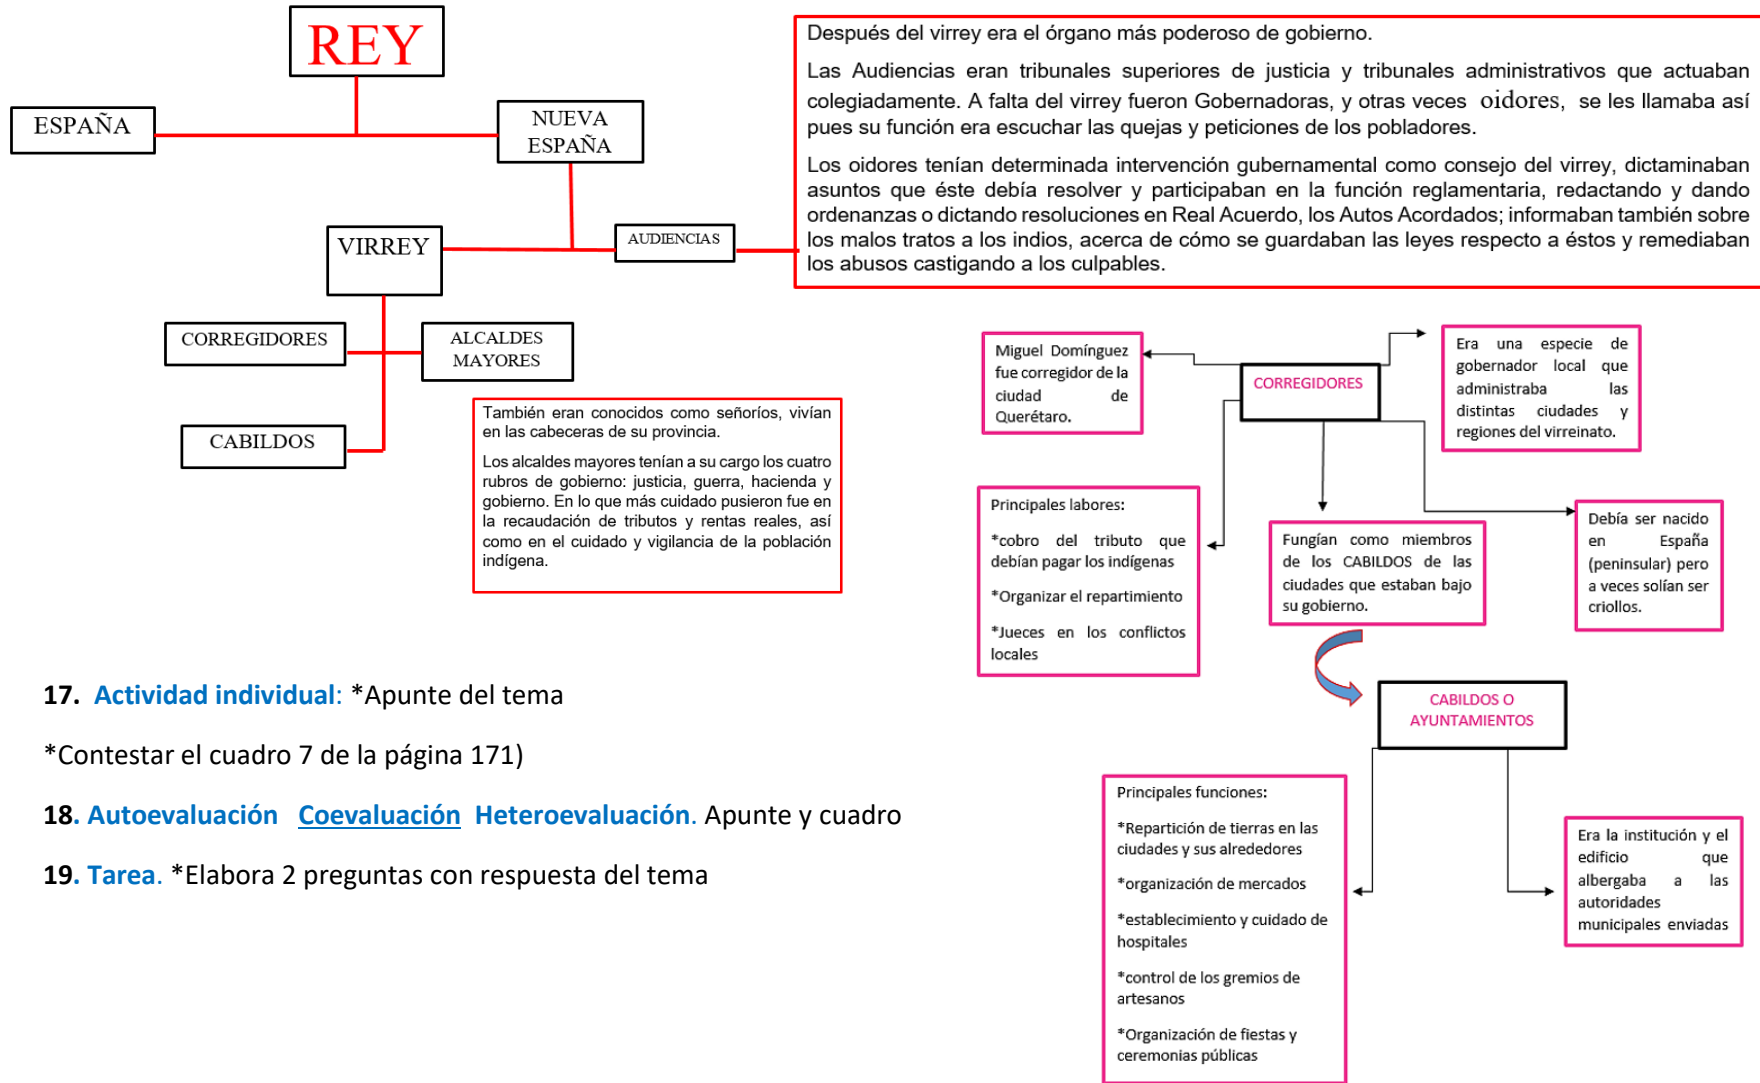 REY
ESPAÑA
NUEVA
ESPAÑA
VIRREY
AUDIENCIAS
CORREGIDORES
ALCALDES
MAYORES
CABILDOS
Después del virrey era el órgano más poderoso de gobierno.
Las Audiencias eran tribunales superiores de justicia y tribunales administrativos que actuaban
colegiadamente. A falta del virrey fueron Gobernadoras, y otras veces oidores, se les llamaba así
pues su función era escuchar las quejas y peticiones de los pobladores.
Los oidores tenían determinada intervención gubernamental como consejo del virrey, dictaminaban
asuntos que éste debía resolver y participaban en la función reglamentaria, redactando y dando
ordenanzas o dictando resoluciones en Real Acuerdo, los Autos Acordados; informaban también sobre
los malos tratos a los indios, acerca de cómo se guardaban las leyes respecto a éstos y remediaban
los abusos castigando a los culpables.
También eran conocidos como señoríos, vivían
en las cabeceras de su provincia.
Los alcaldes mayores tenían a su cargo los cuatro
rubros de gobierno: justicia, guerra, hacienda y
gobierno. En lo que más cuidado pusieron fue en
la recaudación de tributos y rentas reales, así
como en el cuidado y vigilancia de la población
indígena.
Miguel Domínguez
fue corregidor de la
ciudad de
Querétaro.
CORREGIDORES
Era una especie de
gobernador local que
administraba las
distintas ciudades y
regiones del virreinato.
Principales labores:
*cobro del tributo que
debían pagar los indígenas
*Organizar el repartimiento
*Jueces en los conflictos
locales
Fungían como miembros
de los CABILDOS de las
ciudades que estaban bajo
su gobierno.
Debía ser nacido
en España
(peninsular) pero
a veces solían ser
criollos.
CABILDOS O
AYUNTAMIENTOS
Principales funciones:
*Repartición de tierras en las
ciudades y sus alrededores
*organización de mercados
*establecimiento y cuidado de
hospitales
*control de los gremios de
artesanos
*Organización de fiestas y
ceremonias públicas
Era la institución y el
edificio que
albergaba a las
autoridades
municipales enviadas
17. Actividad individual: *Apunte del tema
*Contestar el cuadro 7 de la página 171)
18. Autoevaluación Coevaluación Heteroevaluación. Apunte y cuadro
19. Tarea. *Elabora 2 preguntas con respuesta del tema